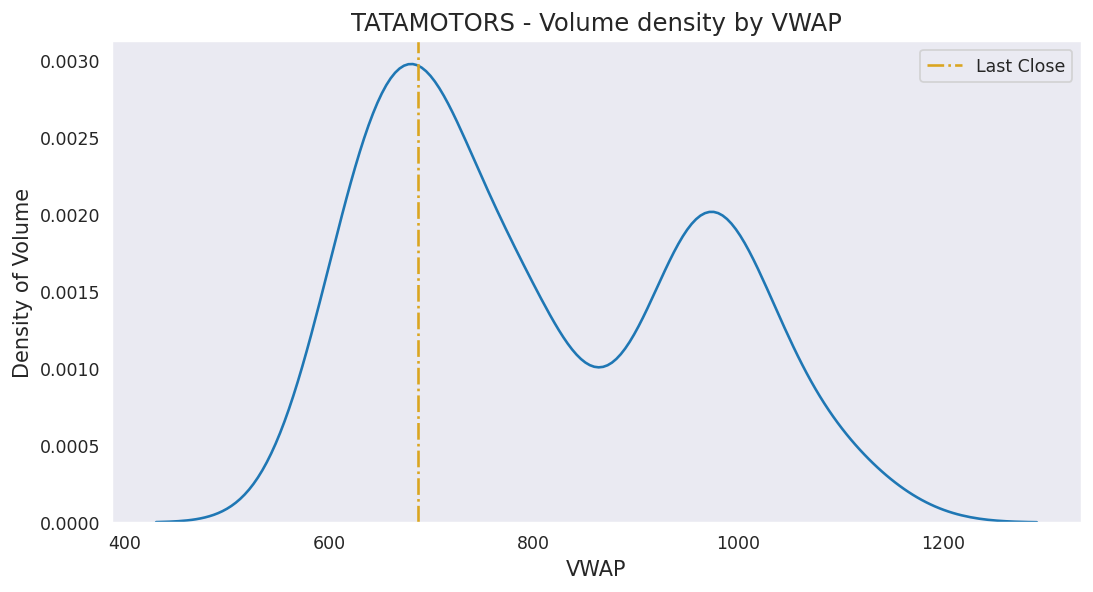 TATAMOTORS - Volume density by VWAP
Last Close
Density of Volume
0.0030
0.0025
0.0020
0.0015
0.0010
0.0005
0.0000
400 600 800 1000 1200
VWAP